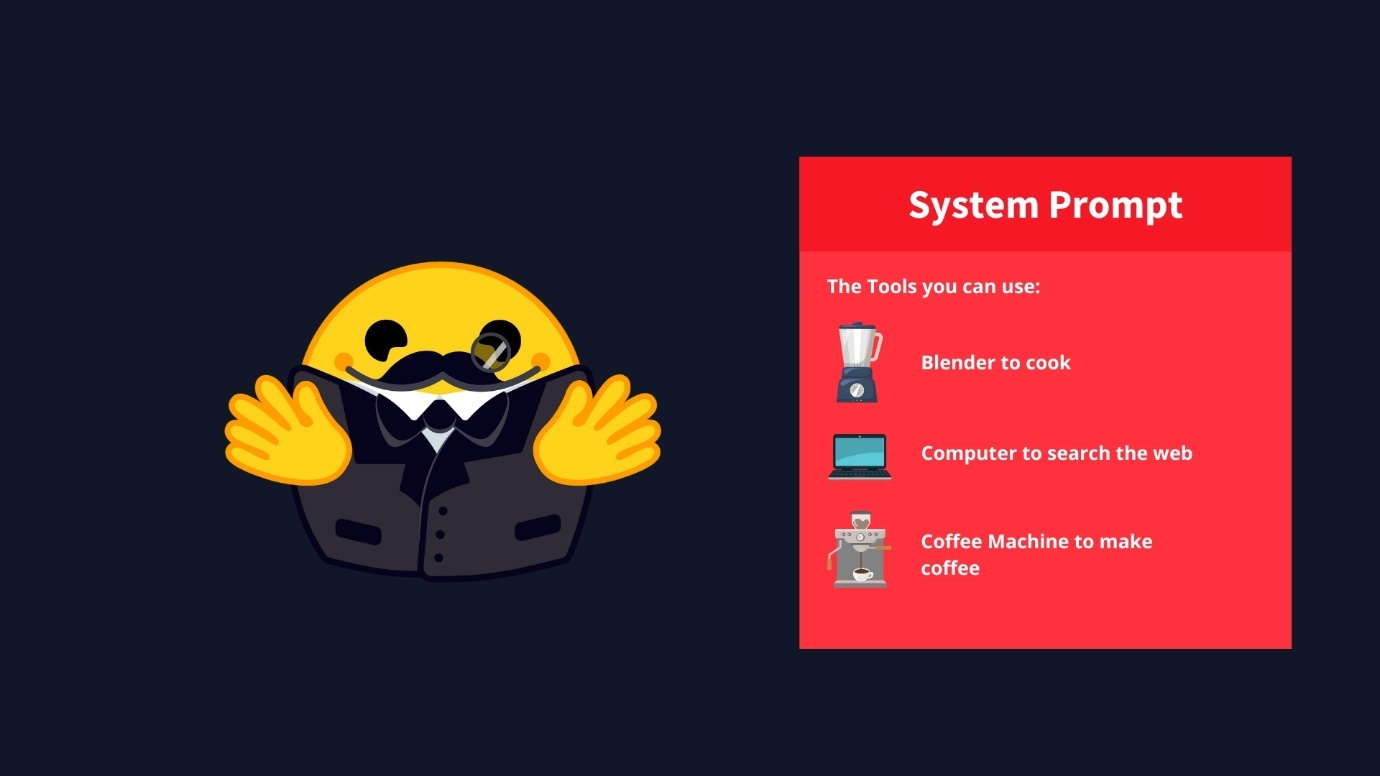 System Prompt
The Tools you can use:
Blender to cook
Computer to search the web
Coffee Machine to make
coffee